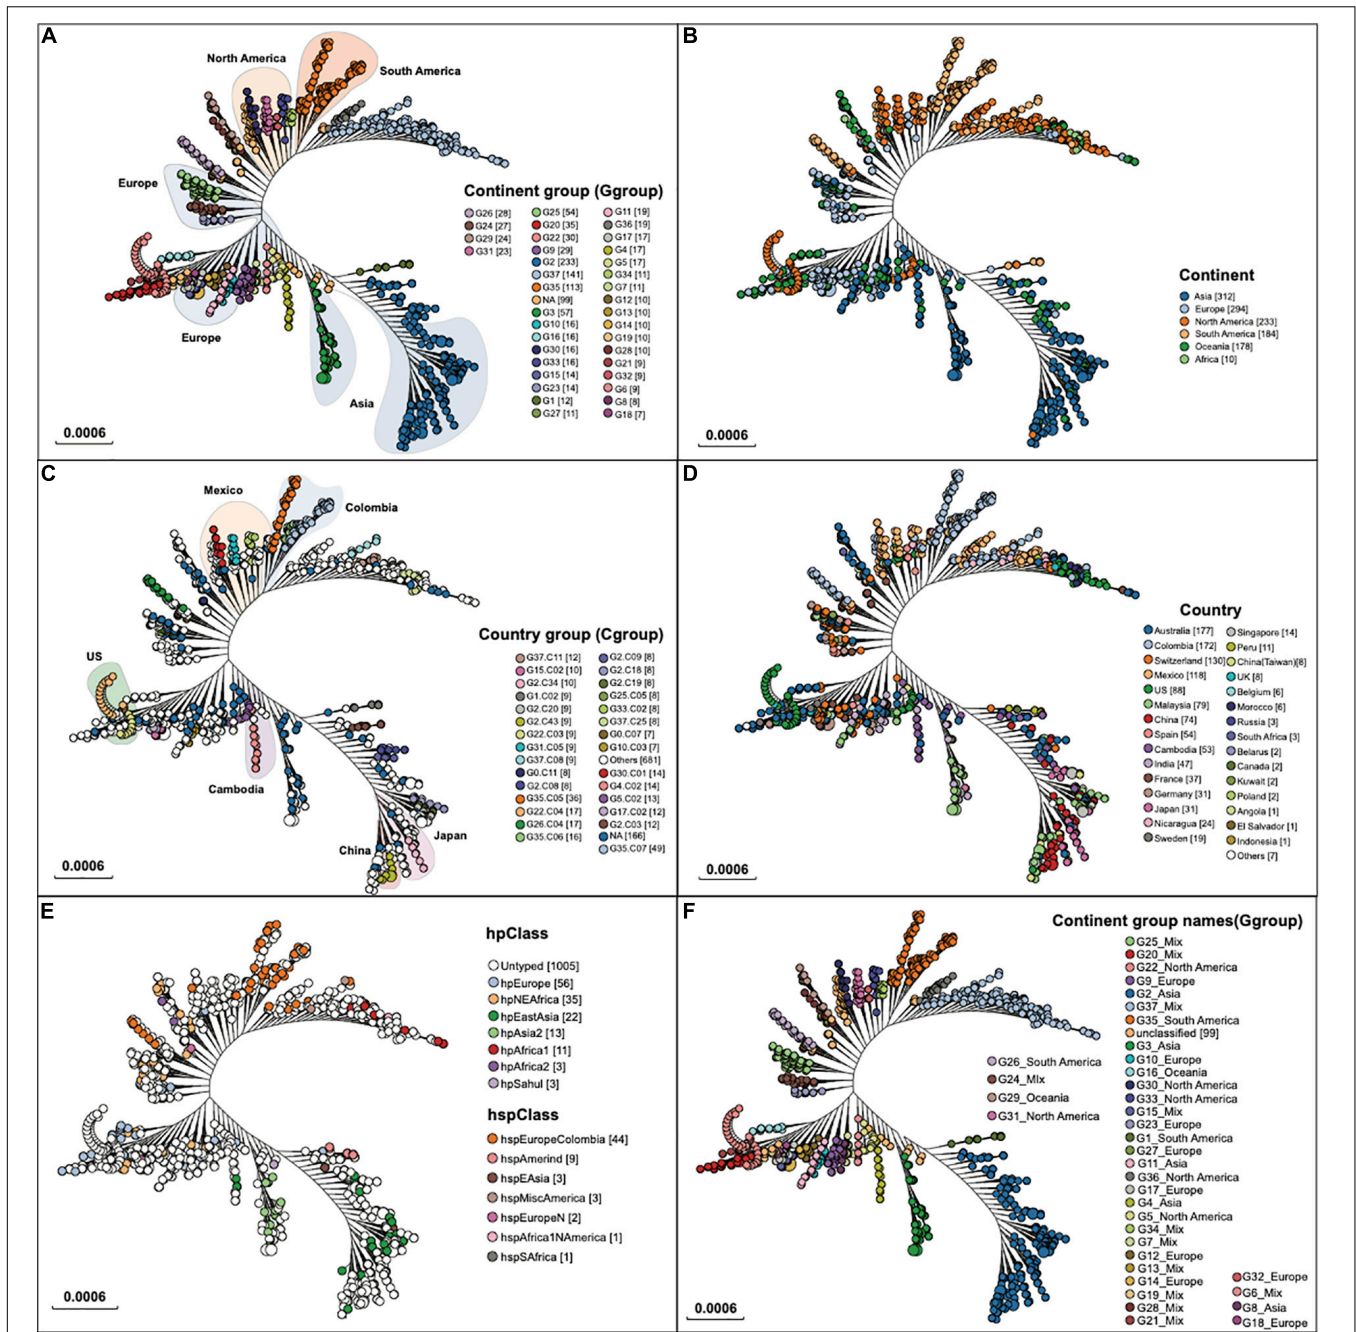 A
North America
South America
Europe
Europe
Asia
Continent group (Ggroup)
G26 [28]
G24 [27]
G29 [24]
G31 [23]
G25 [54]
G20 [35]
G22 [30]
G9 [29]
G2 [233]
G37 [141]
G35 [113]
NA [99]
G3 [57]
G10 [16]
G16 [16]
G30 [16]
G33 [16]
G15 [14]
G23 [14]
G1 [12]
G27 [11]
G11 [19]
G36 [19]
G17 [17]
G4 [17]
G5 [17]
G34 [11]
G7 [11]
G12 [10]
G13 [10]
G14 [10]
G19 [10]
G28 [10]
G21 [9]
G32 [9]
G6 [9]
G8 [8]
G18 [7]
0.0006
B
Continent
Asia [312]
Europe [294]
North America [233]
South America [184]
Oceania [178]
Africa [10]
0.0006
C
Mexico
Colombia
US
Cambodia
China
Japan
Country group (Cgroup)
G37.C11 [12]
G15.C02 [10]
G2.C34 [10]
G1.C02 [9]
G2.C20 [9]
G2.C43 [9]
G22.C03 [9]
G31.C05 [9]
G37.C08 [9]
G0.C11 [8]
G2.C08 [8]
G35.C05 [36]
G22.C04 [17]
G26.C04 [17]
G35.C06 [16]
G2.C09 [8]
G2.C18 [8]
G2.C19 [8]
G25.C05 [8]
G33.C02 [8]
G37.C25 [8]
G0.C07 [7]
G10.C03 [7]
Others [681]
G30.C01 [14]
G4.C02 [14]
G5.C02 [13]
G17.C02 [12]
G2.C03 [12]
NA [166]
G35.C07 [49]
0.0006
D
Country
Australia [177]
Colombia [172]
Switzerland [130]
Mexico [118]
US [88]
Malaysia [79]
China [74]
Spain [54]
Cambodia [53]
India [47]
France [37]
Germany [31]
Japan [31]
Nicaragua [24]
Sweden [19]
Singapore [14]
Peru [11]
China(Taiwan)[8]
UK [8]
Belgium [6]
Morocco [6]
Russia [3]
South Africa [3]
Belarus [2]
Canada [2]
Kuwait [2]
Poland [2]
Angola [1]
El Salvador [1]
Indonesia [1]
Others [7]
0.0006
E
hpClass
Untyped [1005]
hpEurope [56]
hpNEAfrica [35]
hpEastAsia [22]
hpAsia2 [13]
hpAfrica1 [11]
hpAfrica2 [3]
hpSahul [3]
hspClass
hspEuropeColombia [44]
hspAmerind [9]
hspEAsia [3]
hspMiscAmerica [3]
hspEuropeN [2]
hspAfrica1NAmerica [1]
hspSAfrica [1]
0.0006
F
Continent group names(Ggroup)
G26_South America
G24_MIx
G29_Oceania
G31_North America
G25_Mix
G20_Mix
G22_North America
G9_Europe
G2_Asia
G37_Mix
G35_South America
unclassified [99]
G3_Asia
G10_Europe
G16_Oceania
G30_North America
G33_North America
G15_Mix
G23_Europe
G1_South America
G27_Europe
G11_Asia
G36_North America
G17_Europe
G4_Asia
G5_North America
G34_Mix
G7_Mix
G12_Europe
G13_Mix
G14_Europe
G19_Mix
G28_Mix
G21_Mix
G32_Europe
G6_Mix
G8_Asia
G18_Europe
0.0006